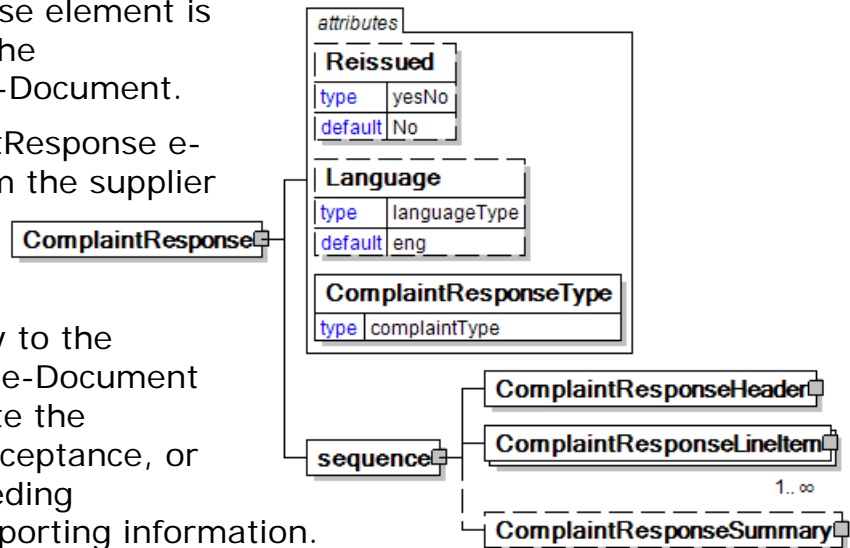 se element is
he
-Document.
tResponse e-
m the supplier
y to the
e-Document
te the
ceptance, or
eding
porting information.
ComplaintResponse
attributes
Reissued
type yesNo
default No
Language
type languageType
default eng
ComplaintResponseType
type complaintType
sequence
ComplaintResponseHeader
ComplaintResponseLineItem
1..∞
ComplaintResponseSummary